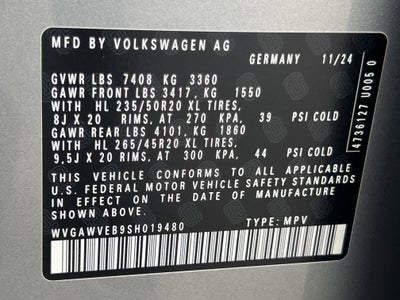 MFD BY VOLKSWAGEN AG
GERMANY 11/24
GVWR LBS 7408 KG 3360
GAWR FRONT LBS 3417, KG 1550
WITH HL 235/50R20 XL TIRES,
8J X 20 RIMS, AT 270 KPA, 39 PSI COLD
GAWR REAR LBS 4101, KG 1860
WITH HL 265/45R20 XL TIRES,
9,5J X 20 RIMS, AT 300 KPA, 44 PSI COLD
THIS VEHICLE CONFORMS TO ALL APPLICABLE
U.S. FEDERAL MOTOR VEHICLE SAFETY STANDARDS
IN EFFECT ON THE DATE OF MANUFACTURE
SHOWN ABOVE.
WVGAWVEB9SH019480 TYPE: MPV
4736127 U005 0